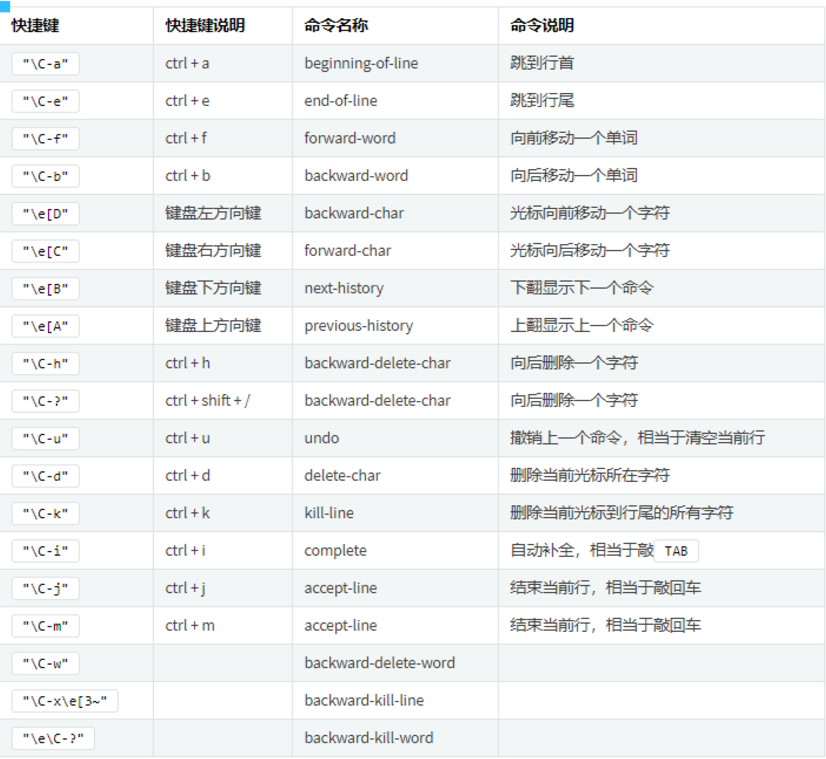 快捷键 快捷键说明 命令名称 命令说明
"\C-a" ctrl + a beginning-of-line 跳到行首
"\C-e" ctrl + e end-of-line 跳到行尾
"\C-f" ctrl + f forward-word 向前移动一个单词
"\C-b" ctrl + b backward-word 向后移动一个单词
"\e[D" 键盘左方向键 backward-char 光标向前移动一个字符
"\e[C" 键盘右方向键 forward-char 光标向后移动一个字符
"\e[B" 键盘下方向键 next-history 下翻显示下一个命令
"\e[A" 键盘上方向键 previous-history 上翻显示上一个命令
"\C-h" ctrl + h backward-delete-char 向后删除一个字符
"\C-?" ctrl + shift + / backward-delete-char 向后删除一个字符
"\C-u" ctrl + u undo 撤销上一个命令，相当于清空当前行
"\C-d" ctrl + d delete-char 删除当前光标所在字符
"\C-k" ctrl + k kill-line 删除当前光标到行尾的所有字符
"\C-i" ctrl + i complete 自动补全，相当于敲 TAB
"\C-j" ctrl + j accept-line 结束当前行，相当于敲回车
"\C-m" ctrl + m accept-line 结束当前行，相当于敲回车
"\C-w" backward-delete-word
"\C-x\e[3~" backward-kill-line
"\e\C-?" backward-kill-word